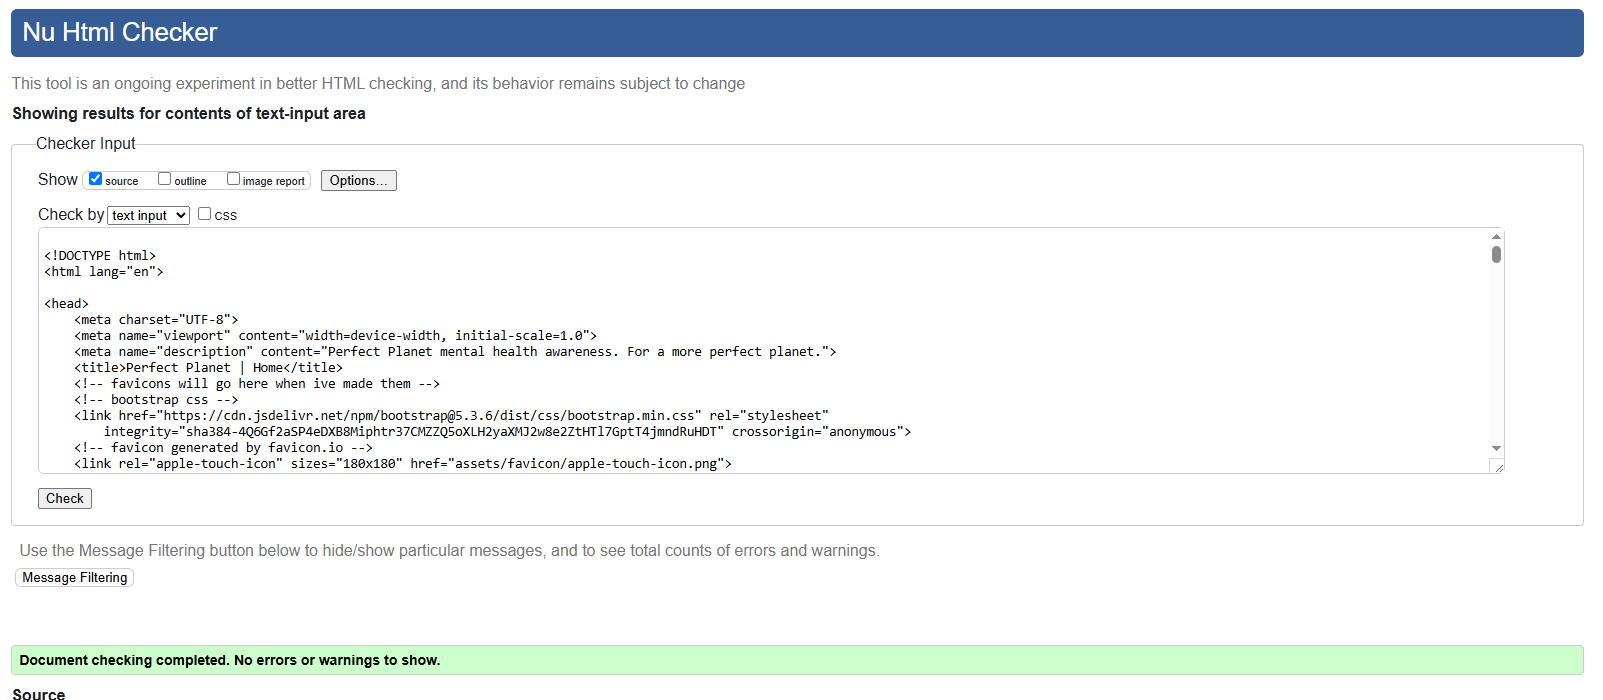 Nu Html Checker
This tool is an ongoing experiment in better HTML checking, and its behavior remains subject to change
Showing results for contents of text-input area
Checker Input
Show source outline image report Options...
Check by text input css
<!DOCTYPE html>
<html lang="en">
<head>
<meta charset="UTF-8">
<meta name="viewport" content="width=device-width, initial-scale=1.0">
<meta name="description" content="Perfect Planet mental health awareness. For a more perfect planet.">
<title>Perfect Planet | Home</title>
<!-- favicons will go here when ive made them -->
<!-- bootstrap css -->
<link href="https://cdn.jsdelivr.net/npm/bootstrap@5.3.6/dist/css/bootstrap.min.css" rel="stylesheet"
integrity="sha384-4Q6Gf2aSP4eDXB8Miphtr37CMZZQ5oXLH2yaXMJ2w8e2ZtHTl7GptT4jmndRuHDT" crossorigin="anonymous">
<!-- favicon generated by favicon.io -->
<link rel="apple-touch-icon" sizes="180x180" href="assets/favicon/apple-touch-icon.png">
Check
Use the Message Filtering button below to hide/show particular messages, and to see total counts of errors and warnings.
Message Filtering
Document checking completed. No errors or warnings to show.
Source